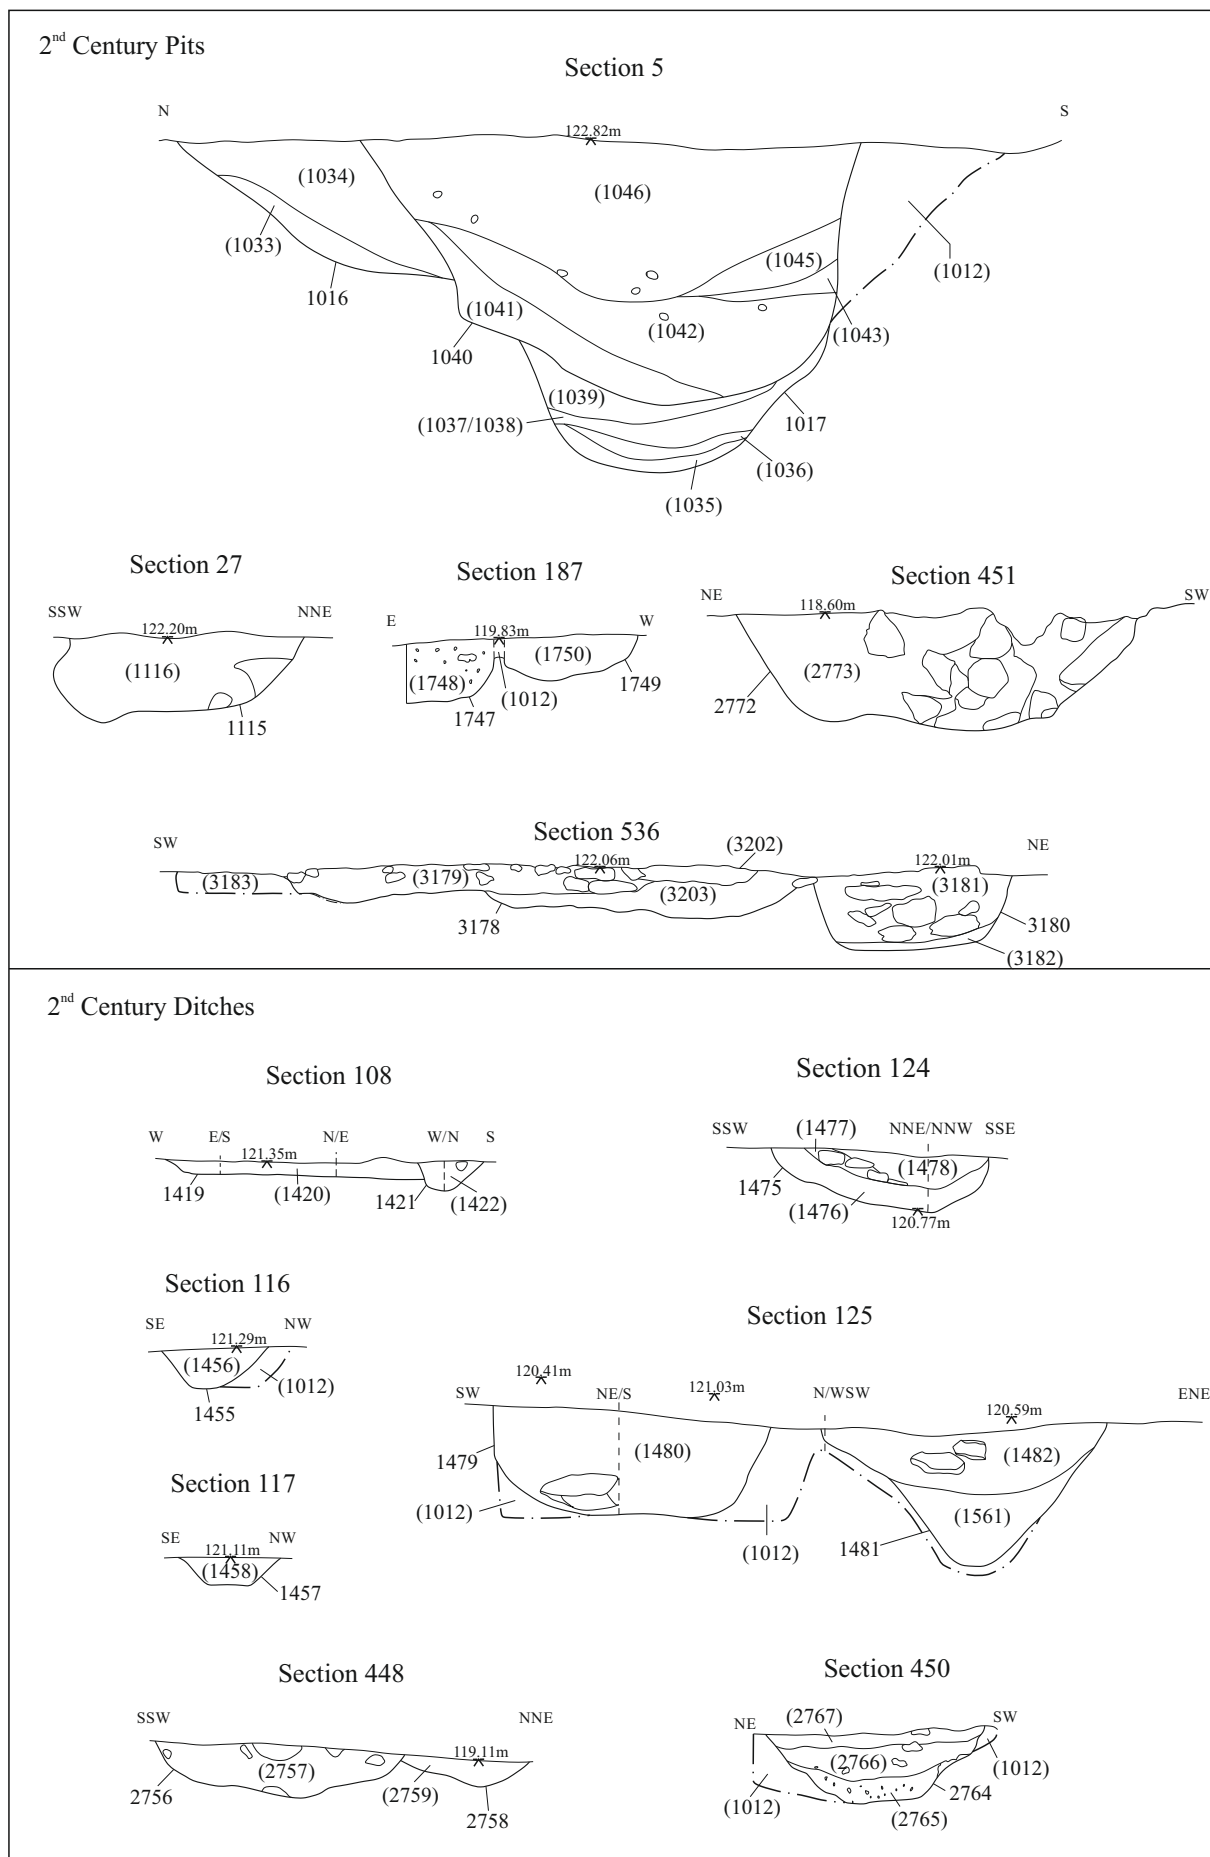 2nd Century Pits
Section 5
N S
122.82m
(1034) (1046)
(1033) (1045) (1012)
1016 (1041) (1042) (1043)
1040
(1039)
(1037/1038) 1017
(1036)
(1035)
Section 27
SSW NNE
122.20m
(1116)
1115
Section 187
E W
119.83m
(1750)
(1748) (1012) 1749
1747
Section 451
NE SW
118.60m
(2773)
2772
Section 536
SW NE
(3202)
122.06m 122.01m
(3183) (3179) (3203) (3181)
3178 3180
(3182)
2nd Century Ditches
Section 108
W E/S N/E W/N S
121.35m
1419 (1420) 1421 (1422)
Section 124
SSW (1477) NNE/NNW SSE
(1478)
1475
(1476)
120.77m
Section 116
SE NW
121.29m
(1456)
(1012)
1455
Section 125
120.41m
SW NE/S 121.03m N/WSW ENE
120.59m
1479 (1480) (1482)
(1012) (1561)
(1012) 1481
Section 117
SE NW
121.11m
(1458)
1457
Section 448
SSW NNE
119.11m
(2757)
2756 (2759)
2758
Section 450
NE (2767) SW
(2766) (1012)
2764
(1012) (2765)